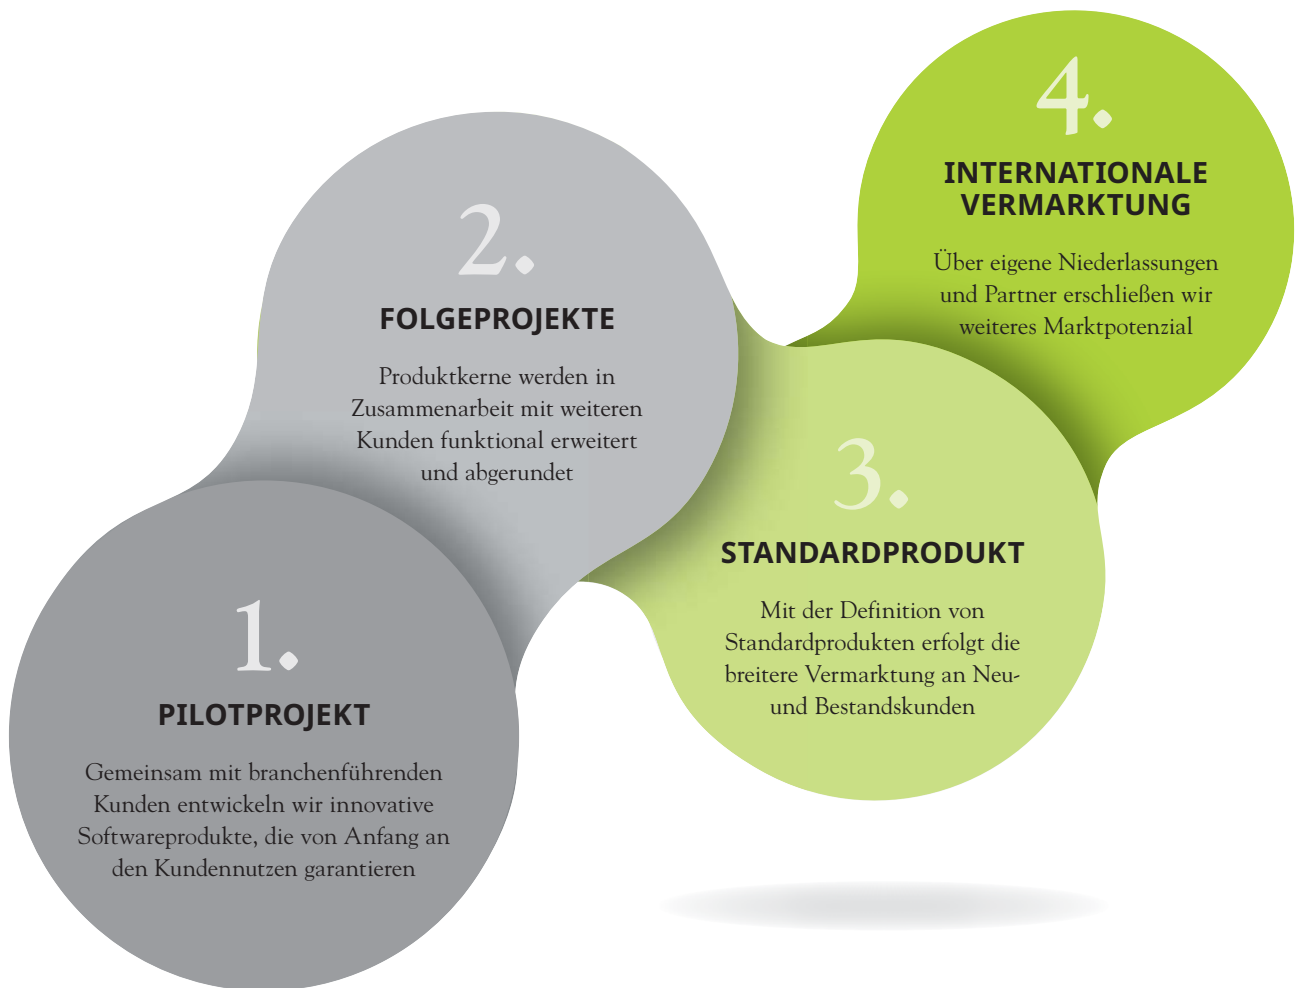 1.
PILOTPROJEKT
Gemeinsam mit branchenführenden
Kunden entwickeln wir innovative
Softwareprodukte, die von Anfang an
den Kundennutzen garantieren
2.
FOLGEPROJEKTE
Produktkerne werden in
Zusammenarbeit mit weiteren
Kunden funktional erweitert
und abgerundet
3.
STANDARDPRODUKT
Mit der Definition von
Standardprodukten erfolgt die
breitere Vermarktung an Neu-
und Bestandskunden
4.
INTERNATIONALE
VERMARKTUNG
Über eigene Niederlassungen
und Partner erschließen wir
weiteres Marktpotenzial